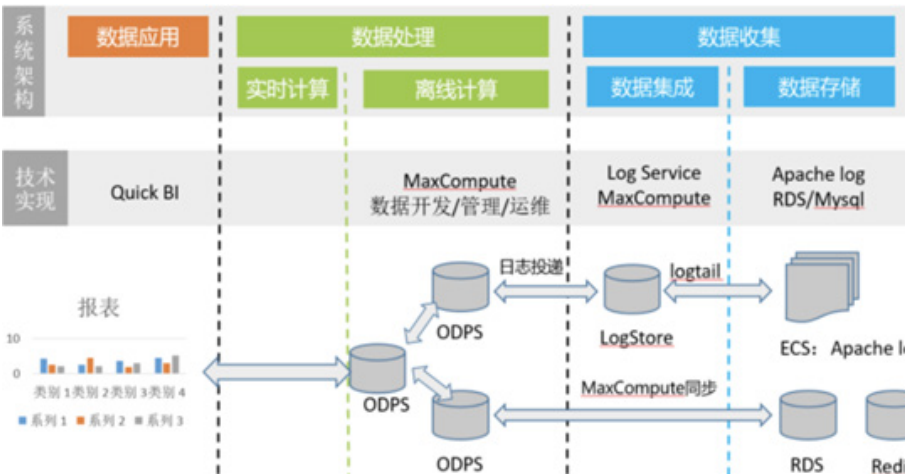 系统架构
数据应用
数据处理
数据收集
实时计算
离线计算
数据集成
数据存储
技术实现
Quick BI
MaxCompute
数据开发/管理/运维
Log Service
MaxCompute
Apache log
RDS/Mysql
日志投递
logtail
ODPS
LogStore
ECS： Apache
报表
10
0
类别 1 类别 2 类别 3 类别 4
系列 1 系列 2 系列 3
ODPS
MaxCompute同步
ODPS
RDS